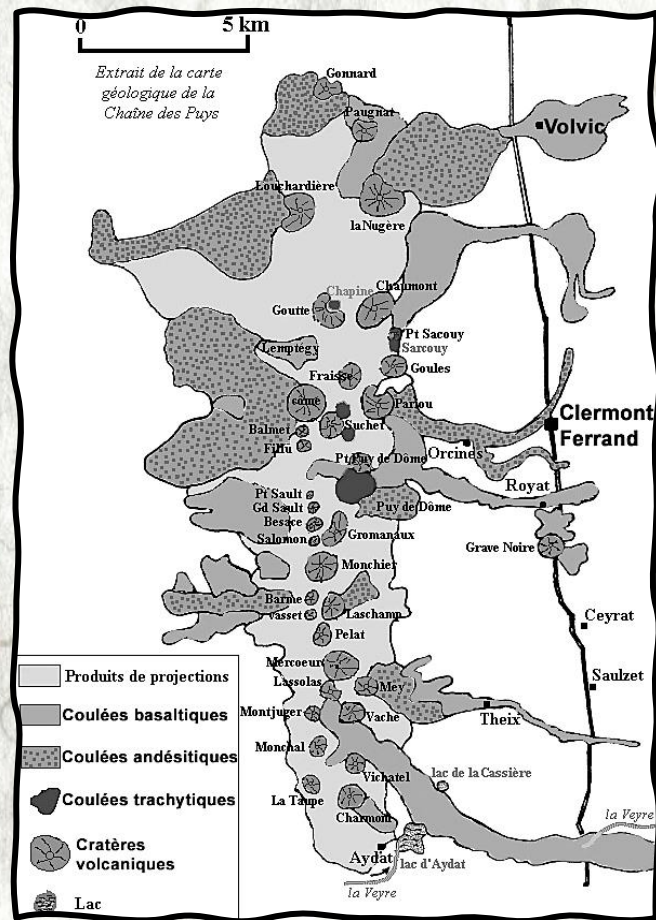 0 5 km
Extrait de la carte
géologique de la
Chaîne des Puys
Gonnard
Paugnat
Volvic
Louchardière
la Nugère
Chapine
Chaumont
Goutte
Pt Sacouy
Sarcouy
Lemptégy
Fraisse
Goules
come
Pariou
Clermont
Ferrand
Balmet
Suchet
Filfu
Orcines
Pt Puy de Dôme
Royat
Pt Sault
Gd Sault
Puy de Dôme
Besace
Gromanaux
Salomon
Grave Noire
Monchier
Barme
Vasset
Laschamp
Ceyrat
Pelat
Mercoeur
Saulzet
Lassolas
Mey
Montjuger
Vache
Theix
Monchal
Vichatel
lac de la Cassière
La Taupe
Charmont
la Veyre
Aydat
lac d'Aydat
la Veyre
Produits de projections
Coulées basaltiques
Coulées andésitiques
Coulées trachytiques
Cratères
volcaniques
Lac